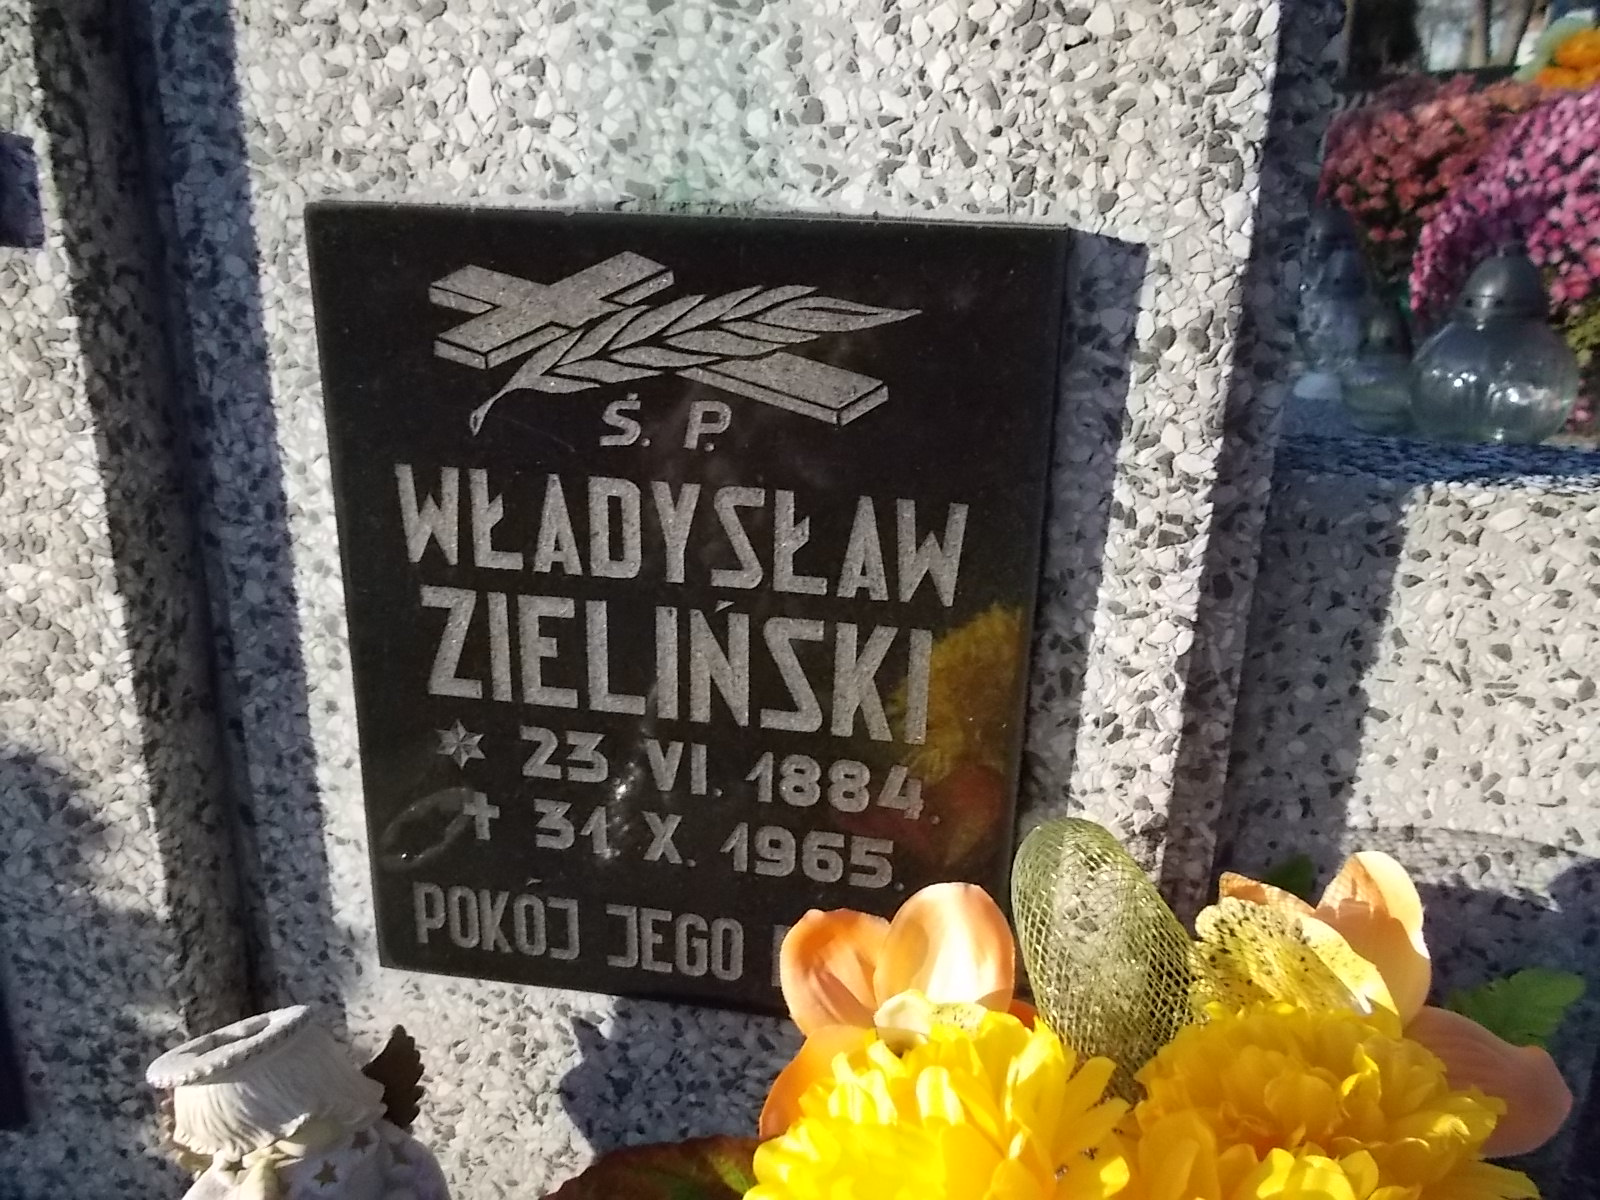 Ś. P.
WŁADYSŁAW
ZIELIŃSKI
* 23 VI. 1884.
✝ 31. X. 1965.
POKÓJ JEGO